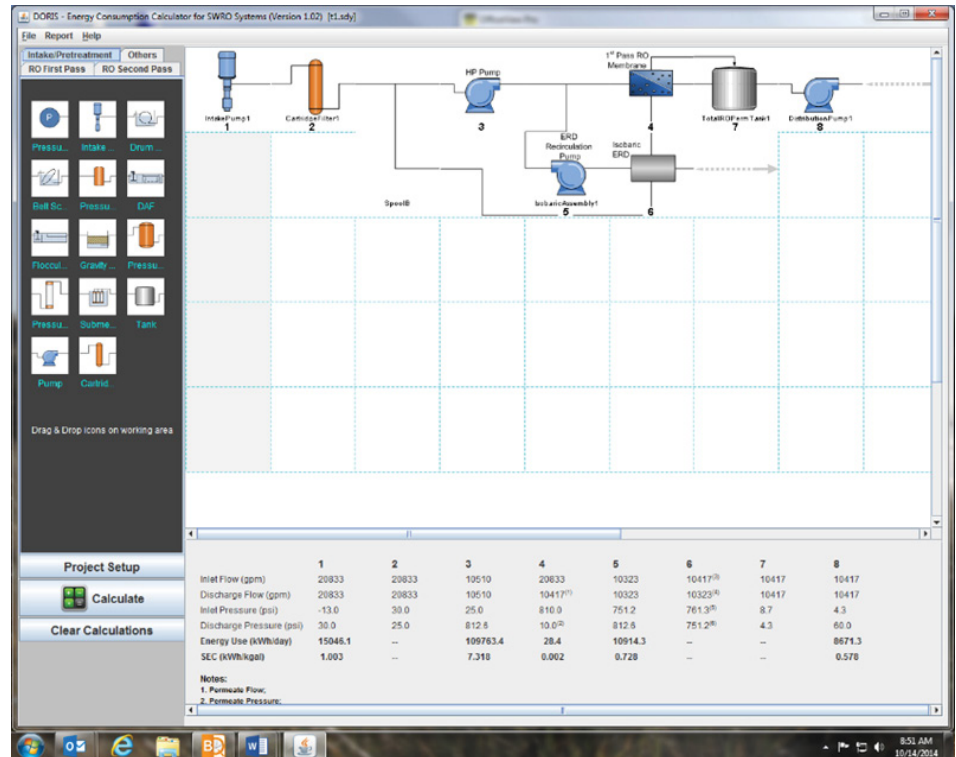 DORIS - Energy Consumption Calculator for SWRO Systems (Version 1.02) [t1.sdy]
File Report Help
Intake/Pretreatment Others
RO First Pass RO Second Pass
Pressu... Intake ... Drum ...
Belt Sc... Pressu... DAF
Floccul... Gravity ... Pressu...
Pressu... Subme... Tank
Pump Cartrid...
Drag & Drop icons on working area
Project Setup
Calculate
Clear Calculations
IntakePump1
1
CartridgeFilter1
2
HP Pump
3
1st Pass RO
Membrane
4
TotalROPermTank1
7
DistributionPump1
8
ERD
Recirculation
Pump
Isobaric
ERD
SpoolB
IsobaricAssembly1
5
6
1 2 3 4 5 6 7 8
Inlet Flow (gpm) 20833 20833 10510 20833 10323 10417(3) 10417 10417
Discharge Flow (gpm) 20833 20833 10510 10417(1) 10323 10323(4) 10417 10417
Inlet Pressure (psi) -13.0 30.0 25.0 810.0 751.2 761.3(5) 8.7 4.3
Discharge Pressure (psi) 30.0 25.0 812.6 10.0(2) 812.6 751.2(6) 4.3 60.0
Energy Use (kWh/day) 15046.1 -- 109763.4 28.4 10914.3 -- -- 8671.3
SEC (kWh/kgal) 1.003 -- 7.318 0.002 0.728 -- -- 0.578
Notes:
1. Permeate Flow;
2. Permeate Pressure;
8:51 AM
10/14/2014